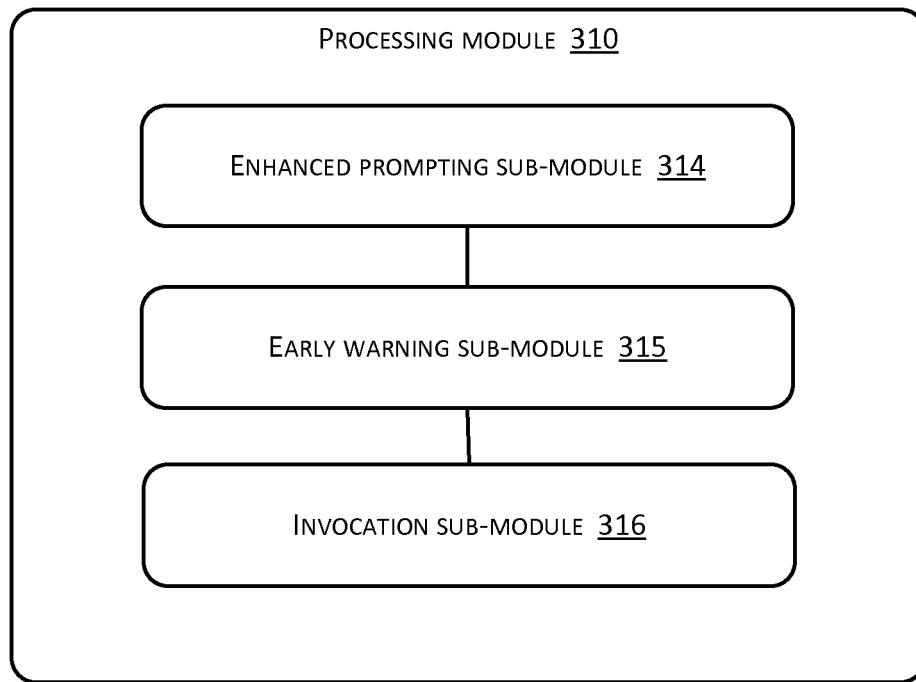 PROCESSING MODULE 310
ENHANCED PROMPTING SUB-MODULE 314
EARLY WARNING SUB-MODULE 315
INVOCATION SUB-MODULE 316